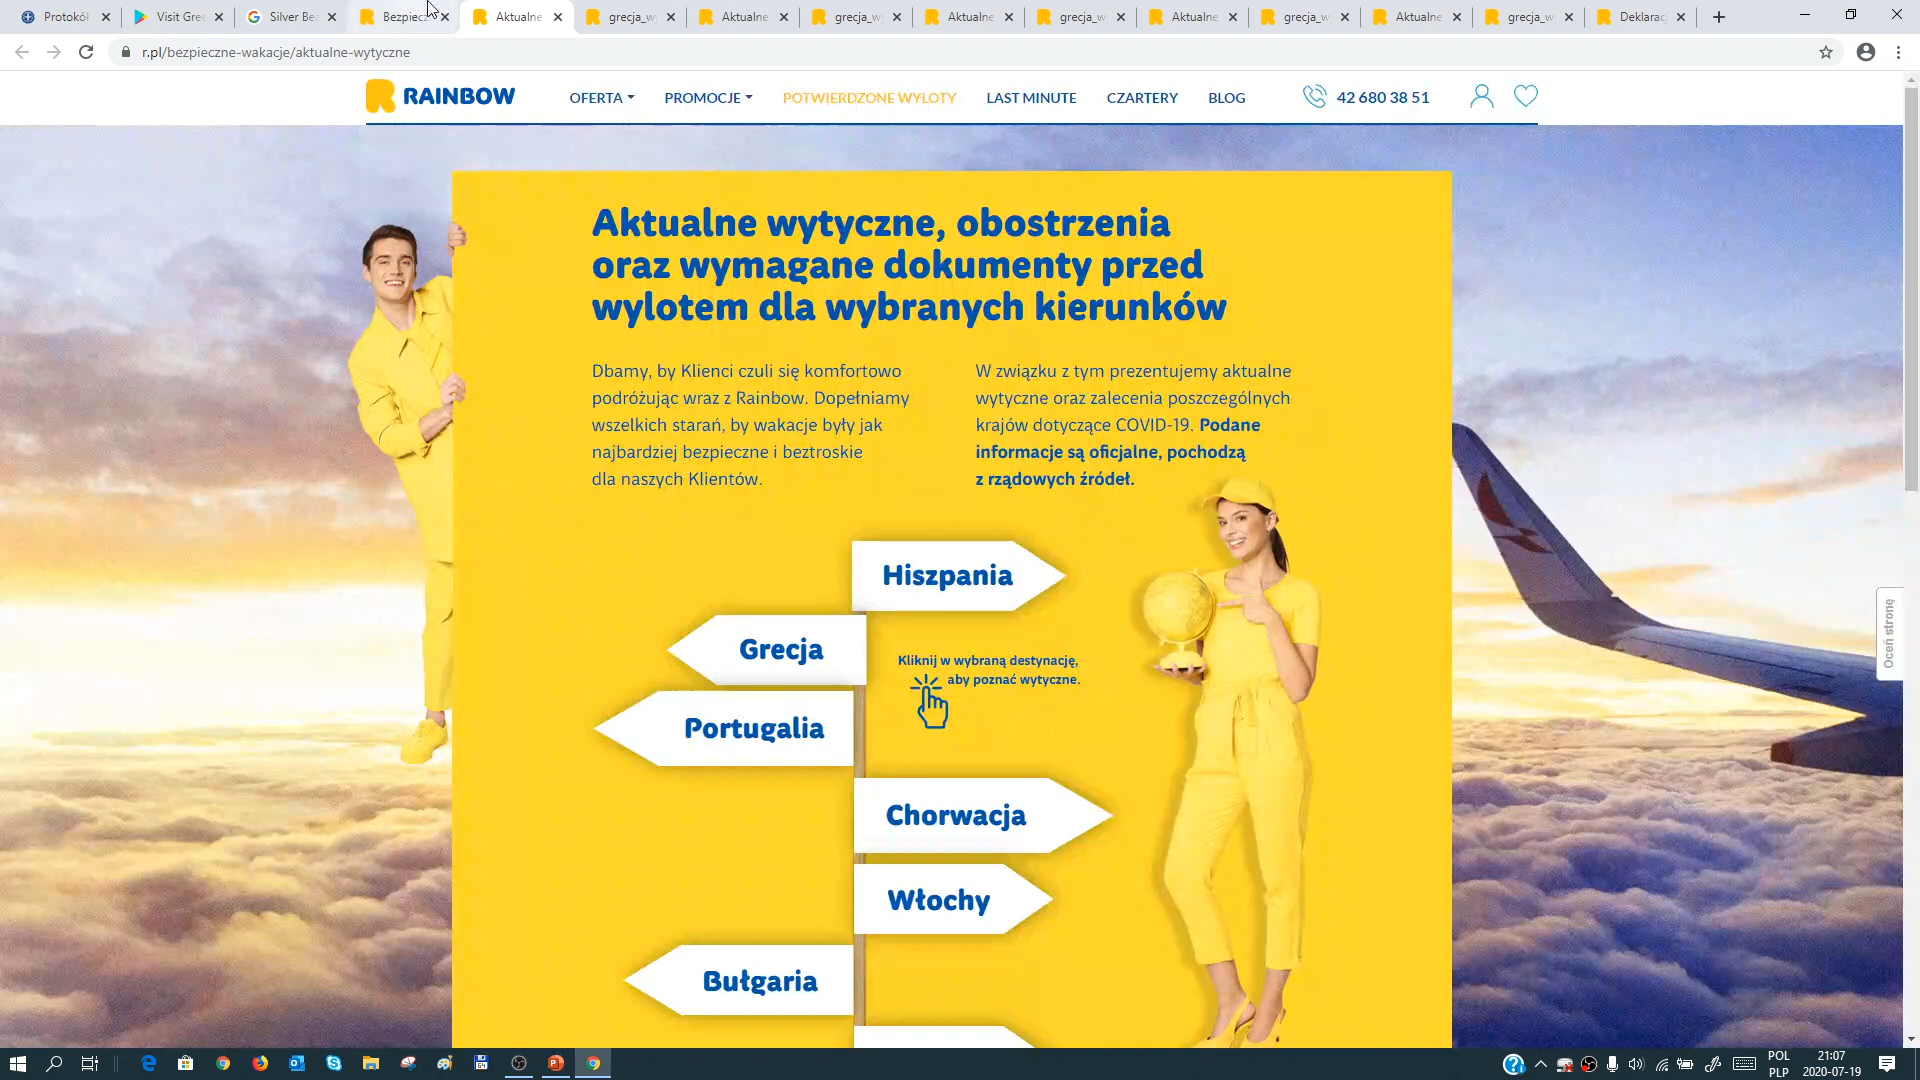 Protokół
Visit Gree
Silver Bea
Bezpiecz
Aktualne
grecja_w
Aktualne
grecja_w
Aktualne
grecja_w
Aktualne
grecja_w
Aktualne
grecja_w
Deklarac
r.pl/bezpieczne-wakacje/aktualne-wytyczne
RAINBOW
OFERTA
PROMOCJE
POTWIERDZONE WYLOTY
LAST MINUTE
CZARTERY
BLOG
42 680 38 51
Aktualne wytyczne, obostrzenia
oraz wymagane dokumenty przed
wylotem dla wybranych kierunków
Dbamy, by Klienci czuli się komfortowo
podróżując wraz z Rainbow. Dopełniamy
wszelkich starań, by wakacje były jak
najbardziej bezpieczne i beztroskie
dla naszych Klientów.
W związku z tym prezentujemy aktualne
wytyczne oraz zalecenia poszczególnych
krajów dotyczące COVID-19. Podane
informacje są oficjalne, pochodzą
z rządowych źródeł.
Hiszpania
Grecja
Kliknij w wybraną destynację,
aby poznać wytyczne.
Portugalia
Chorwacja
Włochy
Bułgaria
Oceń stronę
POL
PLP
21:07
2020-07-19